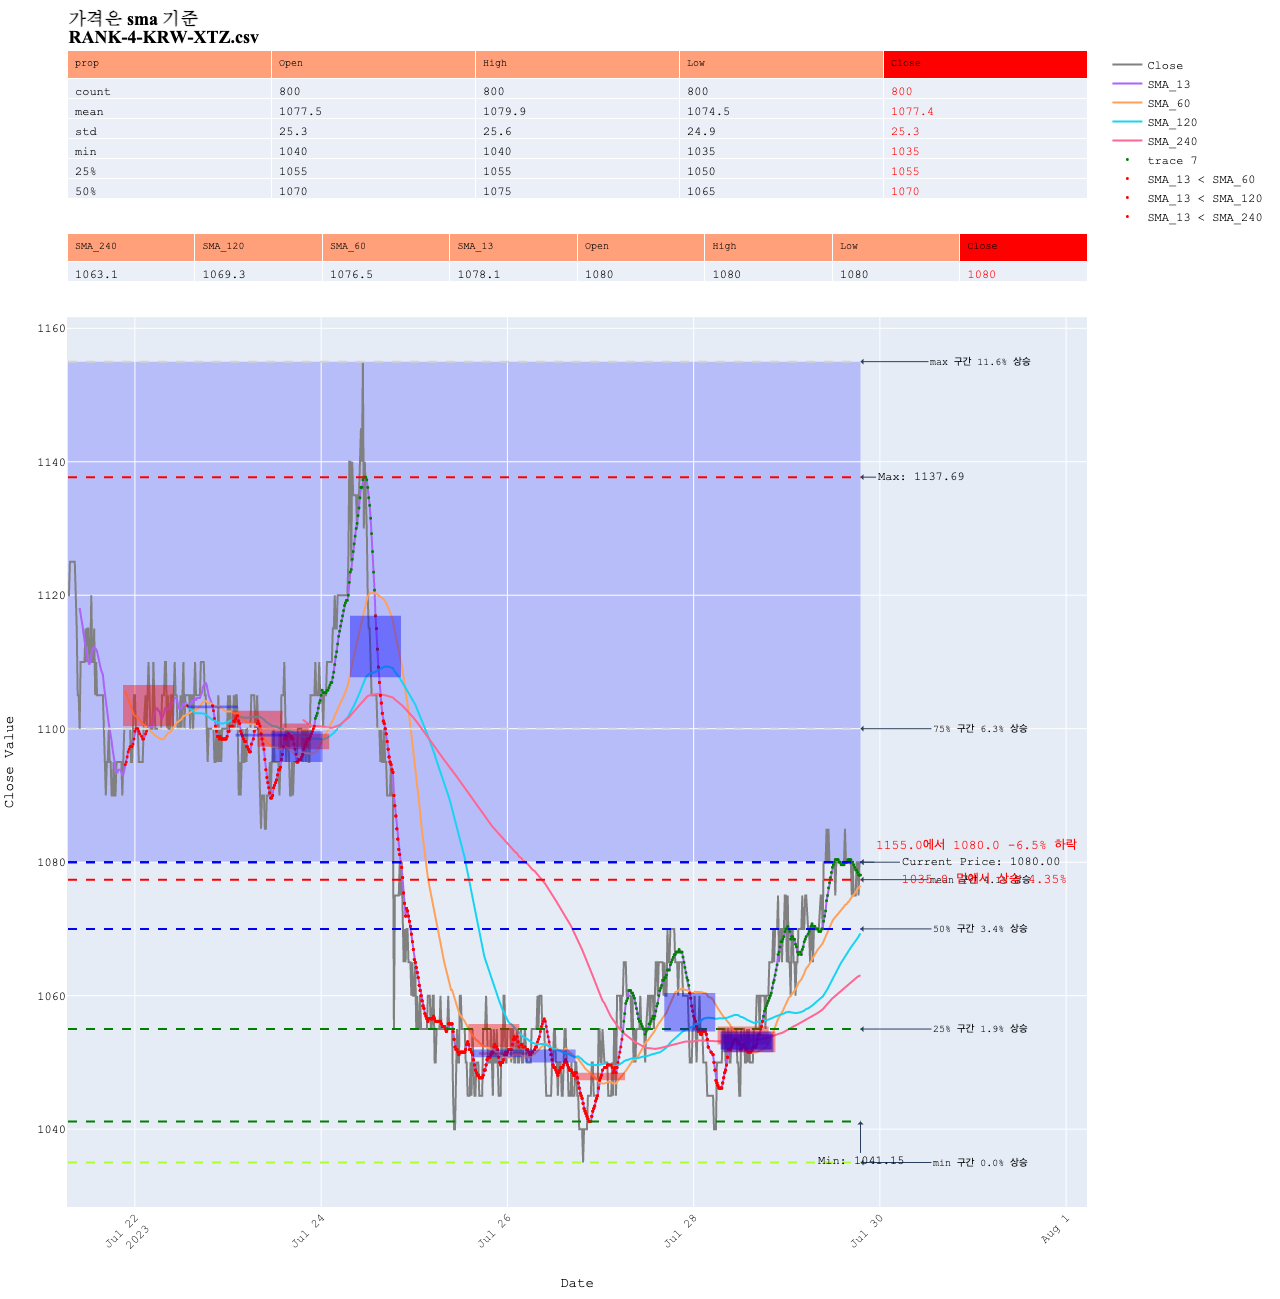 가격은 sma 기준
RANK-4-KRW-XTZ.csv
prop Open High Low Close
count 800 800 800 800
mean 1077.5 1079.9 1074.5 1077.4
std 25.3 25.6 24.9 25.3
min 1040 1040 1035 1035
25% 1055 1055 1050 1055
50% 1070 1075 1065 1070
SMA_240 SMA_120 SMA_60 SMA_13 Open High Low Close
1063.1 1069.3 1076.5 1078.1 1080 1080 1080 1080
Close
SMA_13
SMA_60
SMA_120
SMA_240
trace 7
SMA_13 < SMA_60
SMA_13 < SMA_120
SMA_13 < SMA_240
1160
1140
1120
1100
1080
1060
1040
Close Value
max 구간 11.6% 상승
Max: 1137.69
75% 구간 6.3% 상승
1155.0에서 1080.0 -6.5% 하락
Current Price: 1080.00
mean 구간
50% 구간 3.4% 상승
25% 구간 1.9% 상승
Min: 1041.15
min 구간 0.0% 상승
Jul 22
2023
Jul 24
Jul 26
Jul 28
Jul 30
Aug 1
Date